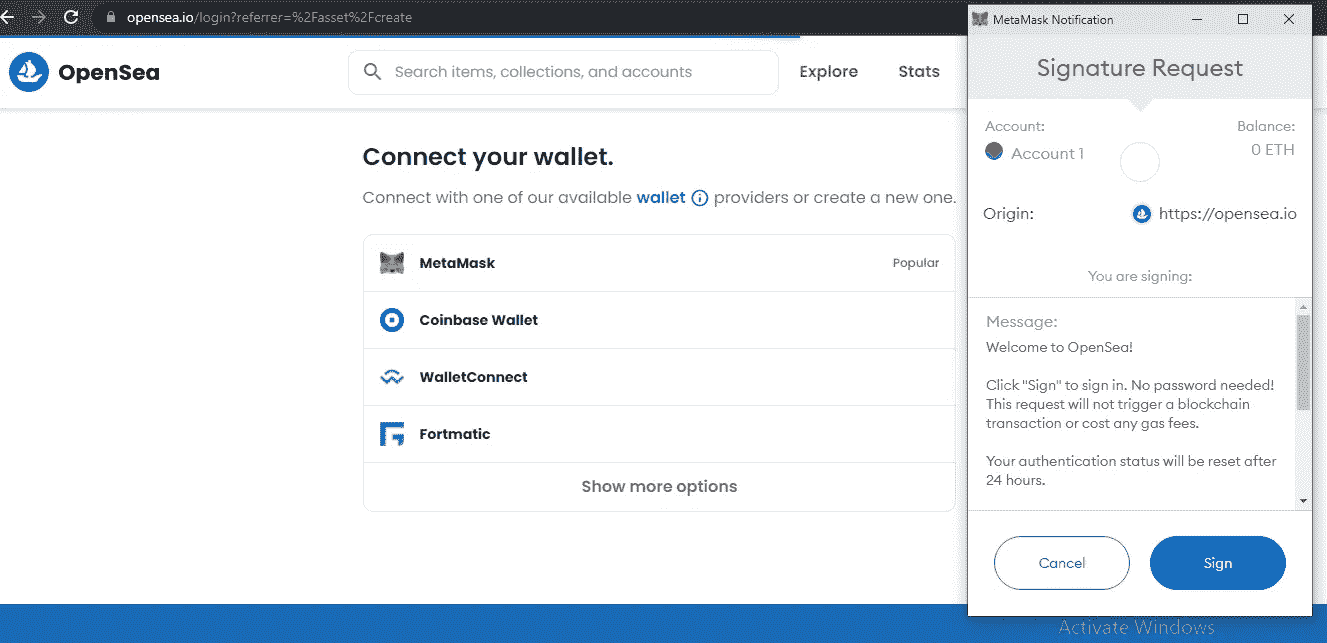 opensea.io/login?referrer=%2Fasset%2Fcreate
OpenSea
Search items, collections, and accounts
Explore
Stats
Connect your wallet.
Connect with one of our available wallet providers or create a new one.
MetaMask
Popular
Coinbase Wallet
WalletConnect
Fortmatic
Show more options
MetaMask Notification
Signature Request
Account:
Balance:
Account 1
0 ETH
Origin:
https://opensea.io
You are signing:
Message:
Welcome to OpenSea!
Click "Sign" to sign in. No password needed!
This request will not trigger a blockchain
transaction or cost any gas fees.
Your authentication status will be reset after
24 hours.
Cancel
Sign
Activate Windows